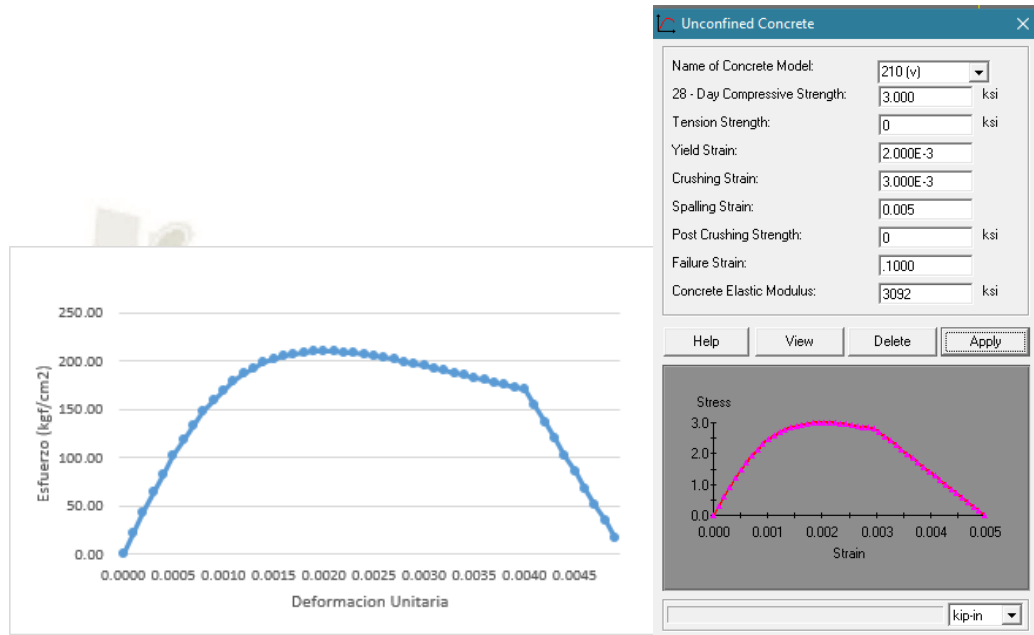 Unconfined Concrete
Name of Concrete Model: 210 (v)
28 - Day Compressive Strength: 3.000 ksi
Tension Strength: 0 ksi
Yield Strain: 2.000E-3
Crushing Strain: 3.000E-3
Spalling Strain: 0.005
Post Crushing Strength: 0 ksi
Failure Strain: .1000
Concrete Elastic Modulus: 3092 ksi
Help View Delete Apply
Stress
3.0
2.0
1.0
0.0
0.000 0.001 0.002 0.003 0.004 0.005
Strain
kip-in
250.00
200.00
150.00
100.00
50.00
0.00
Esfuerzo (kgf/cm2)
0.0000 0.0005 0.0010 0.0015 0.0020 0.0025 0.0030 0.0035 0.0040 0.0045
Deformacion Unitaria